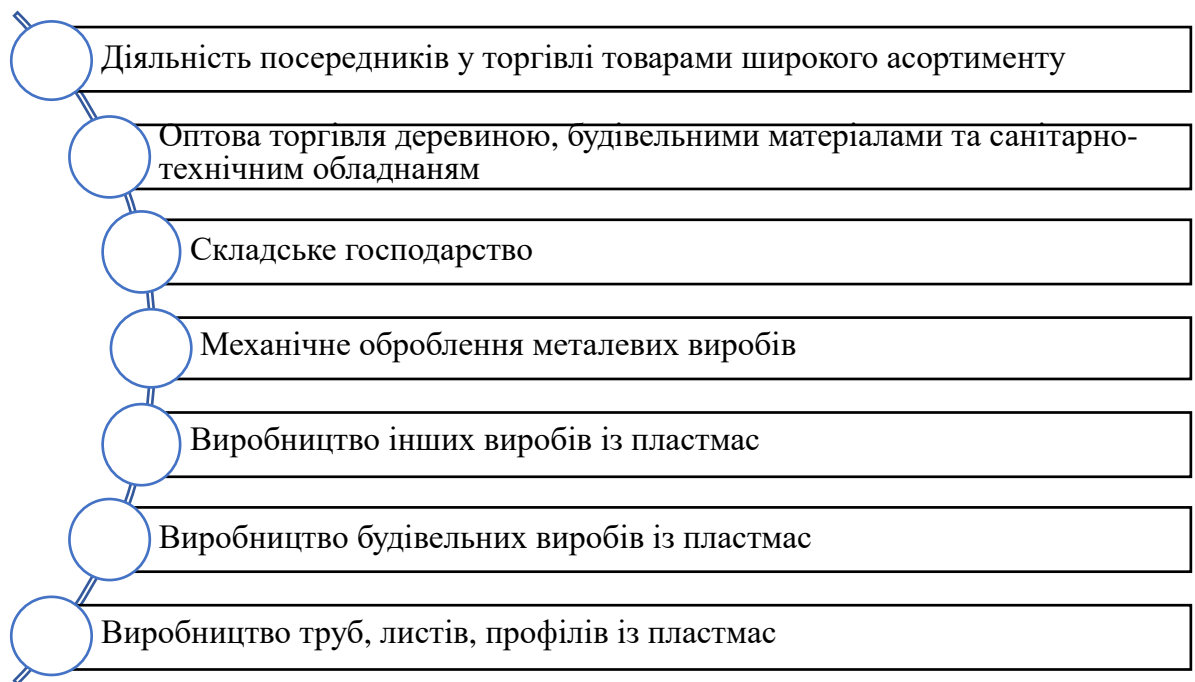 Діяльність посередників у торгівлі товарами широкого асортименту
Оптова торгівля деревиною, будівельними матеріалами та санітарно-
технічним обладнаням
Складське господарство
Механічне оброблення металевих виробів
Виробництво інших виробів із пластмас
Виробництво будівельних виробів із пластмас
Виробництво труб, листів, профілів із пластмас